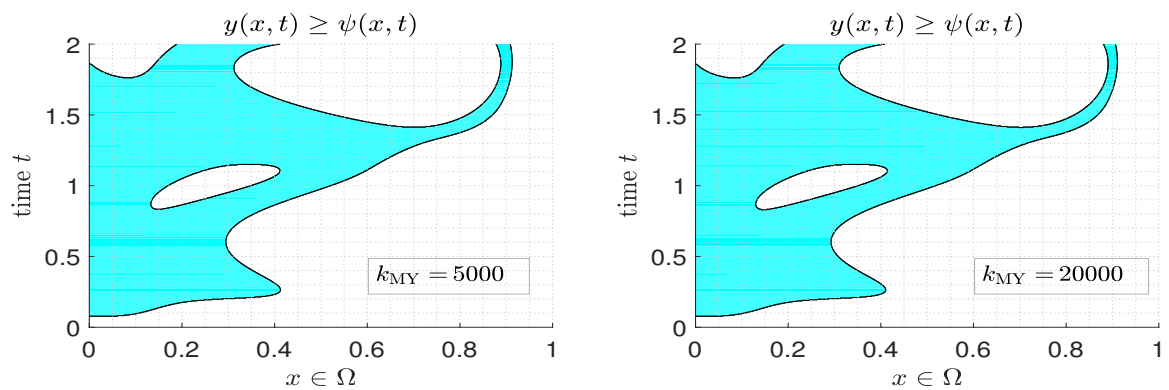 y(x, t) ≥ ψ(x, t)
2
1.5
1
0.5
0
time t
k_MY = 5000
0 0.2 0.4 0.6 0.8 1
x ∈ Ω
y(x, t) ≥ ψ(x, t)
2
1.5
1
0.5
0
time t
k_MY = 20000
0 0.2 0.4 0.6 0.8 1
x ∈ Ω